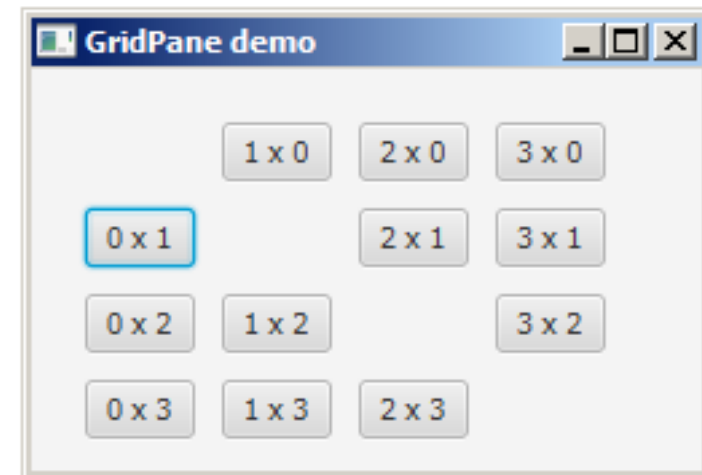 GridPane demo
1 x 0 2 x 0 3 x 0
0 x 1 2 x 1 3 x 1
0 x 2 1 x 2 3 x 2
0 x 3 1 x 3 2 x 3